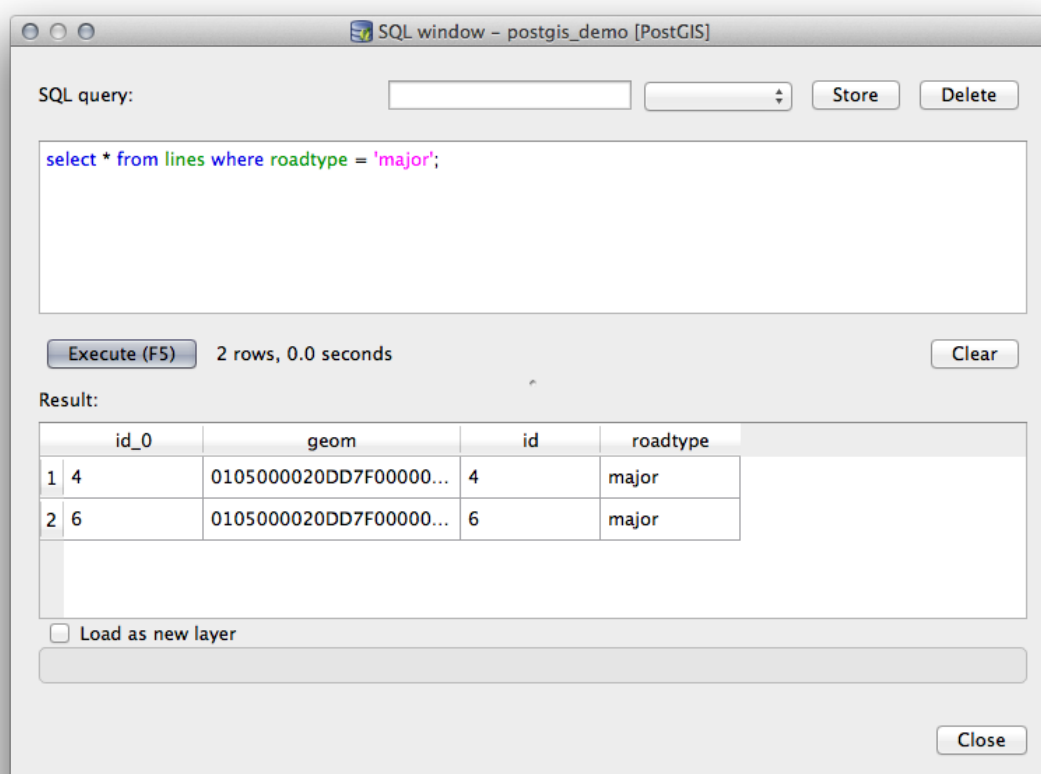 SQL window – postgis_demo [PostGIS]
SQL query: Store Delete
select * from lines where roadtype = 'major';
Execute (F5) 2 rows, 0.0 seconds Clear
Result:
id_0 geom id roadtype
1 4 0105000020DD7F00000... 4 major
2 6 0105000020DD7F00000... 6 major
Load as new layer
Close